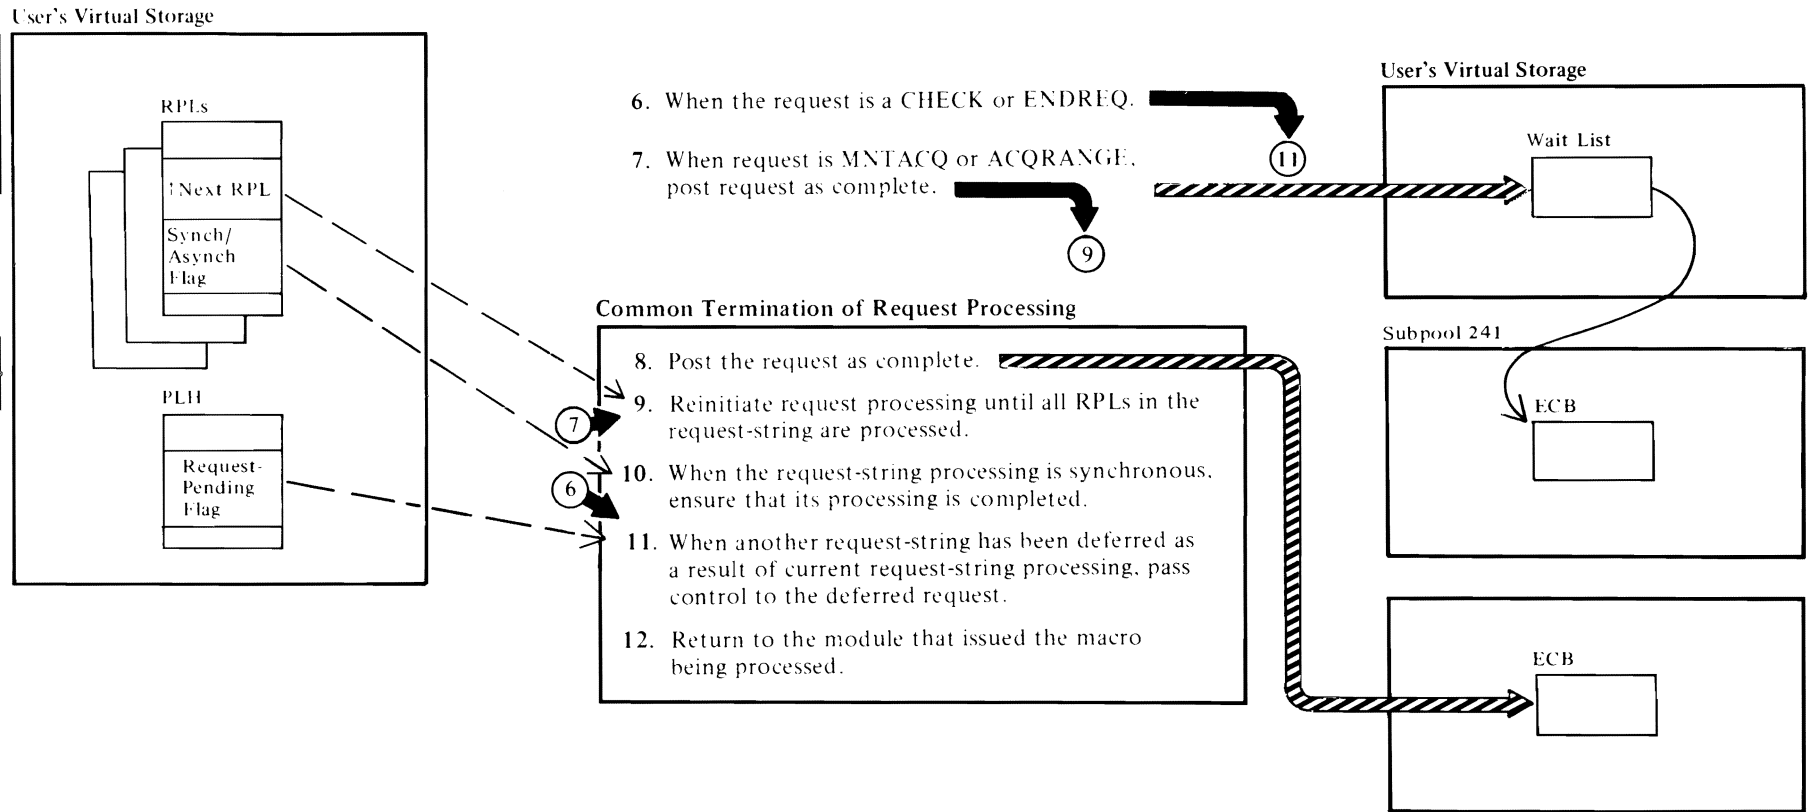 User's Virtual Storage
RPLs
↑Next RPL
Synch/
Asynch
Flag
PLH
Request-
Pending
Flag
6. When the request is a CHECK or ENDREQ.
11
7. When request is MNTACQ or ACQRANGE,
post request as complete.
9
Common Termination of Request Processing
8. Post the request as complete.
7
9. Reinitiate request processing until all RPLs in the
request-string are processed.
10. When the request-string processing is synchronous,
ensure that its processing is completed.
6
11. When another request-string has been deferred as
a result of current request-string processing, pass
control to the deferred request.
12. Return to the module that issued the macro
being processed.
User's Virtual Storage
Wait List
Subpool 241
ECB
ECB